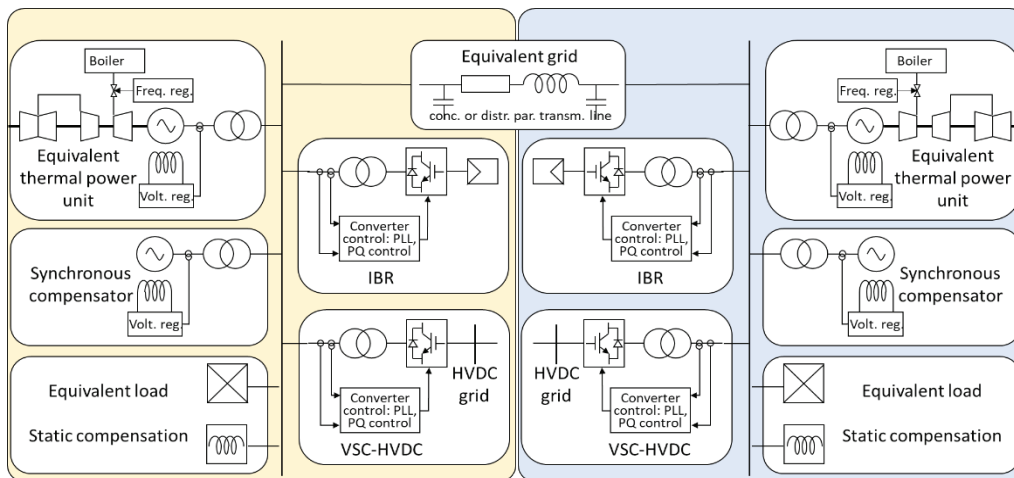 Equivalent grid
conc. or distr. par. transm. line
Boiler
Freq. reg.
Equivalent
thermal power
unit
Volt. reg.
Converter
control: PLL,
PQ control
IBR
Converter
control: PLL,
PQ control
IBR
Boiler
Freq. reg.
Equivalent
thermal power
unit
Volt. reg.
Synchronous
compensator
Volt. reg.
HVDC
grid
Converter
control: PLL,
PQ control
VSC-HVDC
HVDC
grid
Converter
control: PLL,
PQ control
VSC-HVDC
Synchronous
compensator
Volt. reg.
Equivalent load
Static compensation
Equivalent load
Static compensation